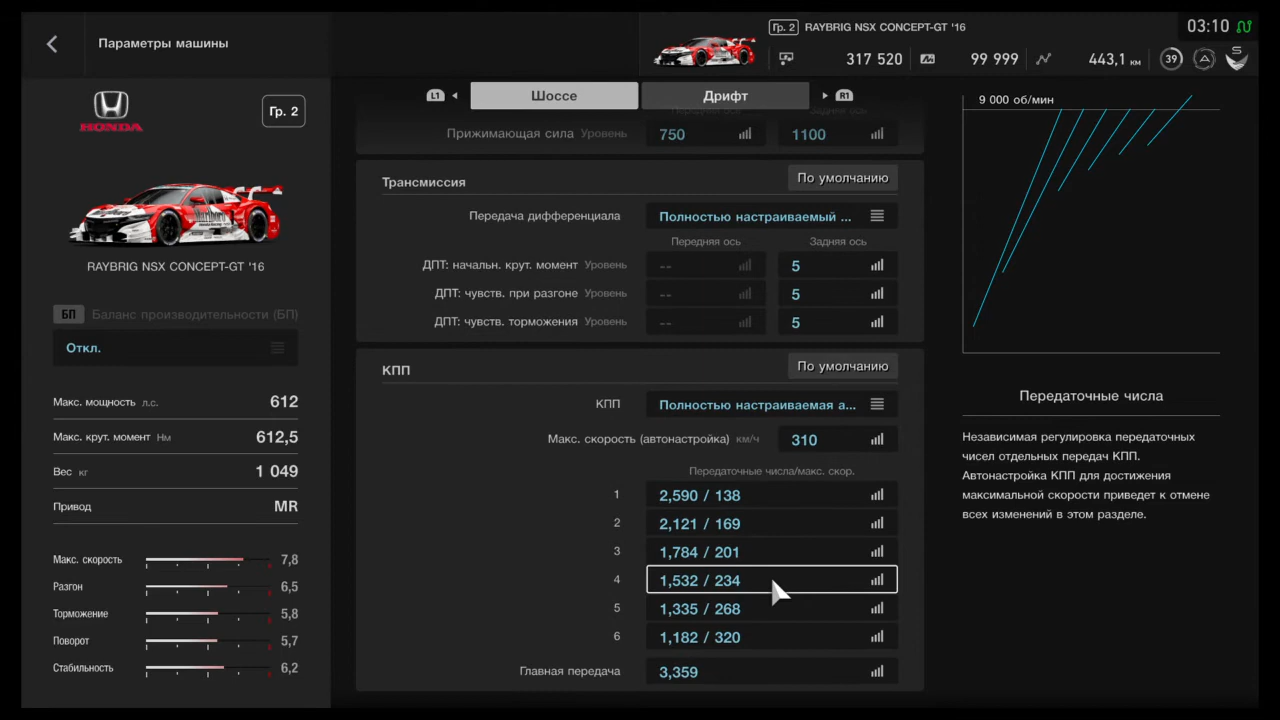 Параметры машины
Гр. 2 RAYBRIG NSX CONCEPT-GT '16
03:10
317 520 99 999 443,1 км 39 S
HONDA
Гр. 2
Marlboro
RAYBRIG NSX CONCEPT-GT '16
БП Баланс производительности (БП)
Откл.
Макс. мощность л.с. 612
Макс. крут. момент Нм 612,5
Вес кг 1 049
Привод MR
Макс. скорость 7,8
Разгон 6,5
Торможение 5,8
Поворот 5,7
Стабильность 6,2
L1 Шоссе Дрифт R1
Передняя ось Задняя ось
Прижимающая сила Уровень 750 1100
Трансмиссия По умолчанию
Передача дифференциала Полностью настраиваемый ...
Передняя ось Задняя ось
ДПТ: начальн. крут. момент Уровень -- 5
ДПТ: чувств. при разгоне Уровень -- 5
ДПТ: чувств. торможения Уровень -- 5
КПП По умолчанию
КПП Полностью настраиваемая а...
Макс. скорость (автонастройка) км/ч 310
Передаточные числа/макс. скор.
1 2,590 / 138
2 2,121 / 169
3 1,784 / 201
4 1,532 / 234
5 1,335 / 268
6 1,182 / 320
Главная передача 3,359
9 000 об/мин
Передаточные числа
Независимая регулировка передаточных
чисел отдельных передач КПП.
Автонастройка КПП для достижения
максимальной скорости приведет к отмене
всех изменений в этом разделе.